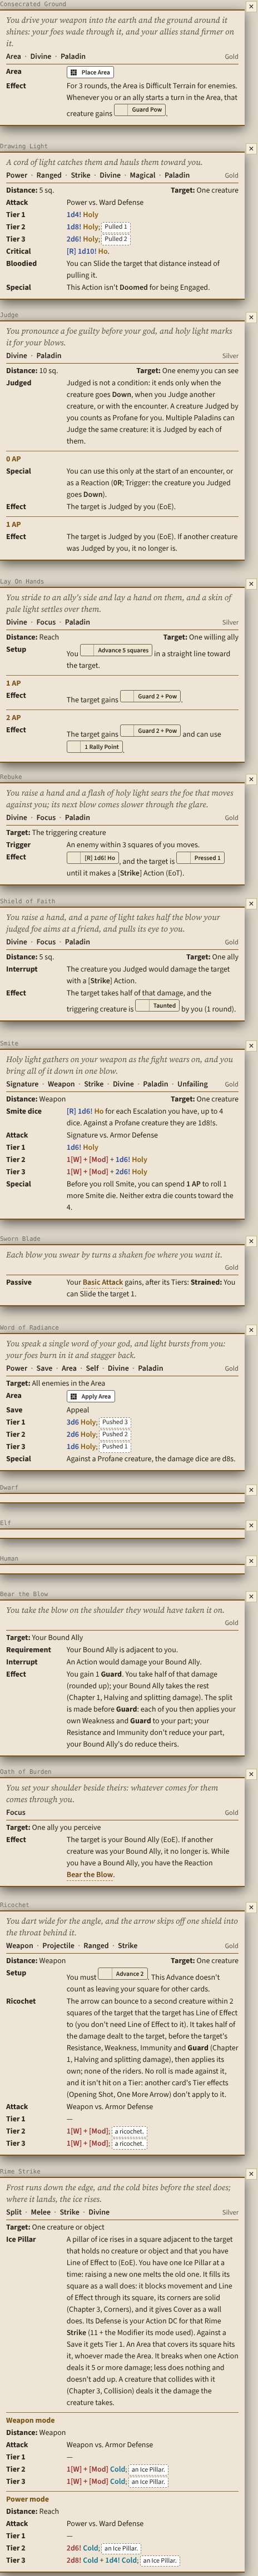 Consecrated Ground
You drive your weapon into the earth and the ground around it
shines: your foes wade through it, and your allies stand firmer on
it.
Area · Divine · Paladin Gold
Area Place Area
Effect For 3 rounds, the Area is Difficult Terrain for enemies.
Whenever you or an ally starts a turn in the Area, that
creature gains Guard Pow.
Drawing Light
A cord of light catches them and hauls them toward you.
Power · Ranged · Strike · Divine · Magical · Paladin Gold
Distance: 5 sq. Target: One creature
Attack Power vs. Ward Defense
Tier 1 1d4! Holy
Tier 2 1d8! Holy; Pulled 1
Tier 3 2d6! Holy; Pulled 2
Critical [R] 1d10! Ho.
Bloodied You can Slide the target that distance instead of
pulling it.
Special This Action isn't Doomed for being Engaged.
Judge
You pronounce a foe guilty before your god, and holy light marks
it for your blows.
Divine · Paladin Silver
Distance: 10 sq. Target: One enemy you can see
Judged Judged is not a condition: it ends only when the
creature goes Down, when you Judge another
creature, or with the encounter. A creature Judged by
you counts as Profane for you. Multiple Paladins can
Judge the same creature: it is Judged by each of
them.
0 AP
Special You can use this only at the start of an encounter, or
as a Reaction (0R; Trigger: the creature you Judged
goes Down).
Effect The target is Judged by you (EoE).
1 AP
Effect The target is Judged by you (EoE). If another creature
was Judged by you, it no longer is.
Lay On Hands
You stride to an ally's side and lay a hand on them, and a skin of
pale light settles over them.
Divine · Focus · Paladin Silver
Distance: Reach Target: One willing ally
Setup You Advance 5 squares in a straight line toward
the target.
1 AP
Effect The target gains Guard 2 + Pow.
2 AP
Effect The target gains Guard 2 + Pow and can use
1 Rally Point.
Rebuke
You raise a hand and a flash of holy light sears the foe that moves
against you; its next blow comes slower through the glare.
Divine · Focus · Paladin Gold
Target: The triggering creature
Trigger An enemy within 3 squares of you moves.
Effect [R] 1d6! Ho, and the target is Pressed 1
until it makes a [Strike] Action (EoT).
Shield of Faith
You raise a hand, and a pane of light takes half the blow your
judged foe aims at a friend, and pulls its eye to you.
Divine · Focus · Paladin Gold
Distance: 5 sq. Target: One ally
Interrupt The creature you Judged would damage the target
with a [Strike] Action.
Effect The target takes half of that damage, and the
triggering creature is Taunted by you (1 round).
Smite
Holy light gathers on your weapon as the fight wears on, and you
bring all of it down in one blow.
Signature · Weapon · Strike · Divine · Paladin · Unfailing Gold
Distance: Weapon Target: One creature
Smite dice [R] 1d6! Ho for each Escalation you have, up to 4
dice. Against a Profane creature they are 1d8!s.
Attack Signature vs. Armor Defense
Tier 1 1d6! Holy
Tier 2 1[W] + [Mod] + 1d6! Holy
Tier 3 1[W] + [Mod] + 2d6! Holy
Special Before you roll Smite, you can spend 1 AP to roll 1
more Smite die. Neither extra die counts toward the
4.
Sworn Blade
Each blow you swear by turns a shaken foe where you want it.
Gold
Passive Your Basic Attack gains, after its Tiers: Strained: You
can Slide the target 1.
Word of Radiance
You speak a single word of your god, and light bursts from you:
your foes burn in it and stagger back.
Power · Save · Area · Self · Divine · Paladin Gold
Target: All enemies in the Area
Area Apply Area
Save Appeal
Tier 1 3d6 Holy; Pushed 3
Tier 2 2d6 Holy; Pushed 2
Tier 3 1d6 Holy; Pushed 1
Special Against a Profane creature, the damage dice are d8s.
Dwarf
Elf
Human
Bear the Blow
You take the blow on the shoulder they would have taken it on.
Gold
Target: Your Bound Ally
Requirement Your Bound Ally is adjacent to you.
Interrupt An Action would damage your Bound Ally.
Effect You gain 1 Guard. You take half of that damage
(rounded up); your Bound Ally takes the rest
(Chapter 1, Halving and splitting damage). The split
is made before Guard: each of you then applies your
own Weakness and Guard to your part; your
Resistance and Immunity don't reduce your part,
your Bound Ally's do reduce theirs.
Oath of Burden
You set your shoulder beside theirs: whatever comes for them
comes through you.
Focus Gold
Target: One ally you perceive
Effect The target is your Bound Ally (EoE). If another
creature was your Bound Ally, it no longer is. While
you have a Bound Ally, you have the Reaction
Bear the Blow.
Ricochet
You dart wide for the angle, and the arrow skips off one shield into
the throat behind it.
Weapon · Projectile · Ranged · Strike Gold
Distance: Weapon Target: One creature
Setup You must Advance 2. This Advance doesn't
count as leaving your square for other cards.
Ricochet The arrow can bounce to a second creature within 2
squares of the target that the target has Line of Effect
to (you don't need Line of Effect to it). It takes half of
the damage dealt to the target, before the target's
Resistance, Weakness, Immunity and Guard (Chapter
1, Halving and splitting damage), then applies its
own; none of the riders. No roll is made against it,
and it isn't hit on a Tier: another card's Tier effects
(Opening Shot, One More Arrow) don't apply to it.
Attack Weapon vs. Armor Defense
Tier 1 —
Tier 2 1[W] + [Mod]; a ricochet.
Tier 3 1[W] + [Mod]; a ricochet.
Rime Strike
Frost runs down the edge, and the cold bites before the steel does;
where it lands, the ice rises.
Split · Melee · Strike · Divine Silver
Target: One creature or object
Ice Pillar A pillar of ice rises in a square adjacent to the target
that holds no creature or object and that you have
Line of Effect to (EoE). You have one Ice Pillar at a
time: raising a new one melts the old one. It fills its
square as a wall does: it blocks movement and Line
of Effect through its square, its corners are solid
(Chapter 3, Corners), and it gives Cover as a wall
does. Its Defense is your Action DC for that Rime
Strike (11 + the Modifier its mode used). Against a
Save it gets Tier 1. An Area that covers its square hits
it, whoever made the Area. It breaks when one Action
deals it 5 or more damage; less does nothing and
doesn't add up. A creature that collides with it
(Chapter 3, Collision) deals it the damage the
creature takes.
Weapon mode
Distance: Weapon
Attack Weapon vs. Armor Defense
Tier 1 —
Tier 2 1[W] + [Mod] Cold; an Ice Pillar.
Tier 3 1[W] + [Mod] Cold; an Ice Pillar.
Power mode
Distance: Reach
Attack Power vs. Ward Defense
Tier 1 —
Tier 2 2d6! Cold; an Ice Pillar.
Tier 3 2d8! Cold + 1d4! Cold; an Ice Pillar.